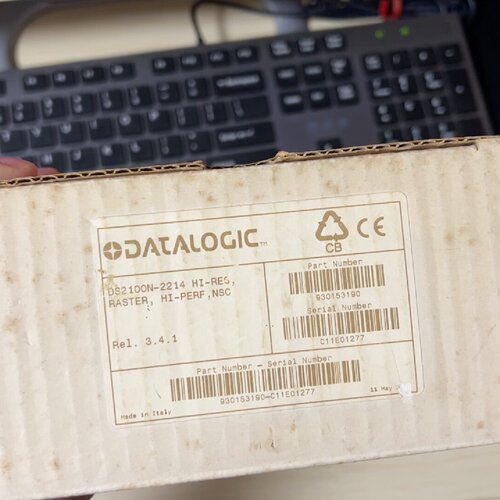 DATALOGIC™
CB
CE
DS2100N-2214 HI-RES,
RASTER, HI-PERF,NSC
Rel. 3.4.1
Part Number
930153190
Serial Number
C11E01277
Part Number - Serial Number
930153190-C11E01277
Made in Italy
11 May